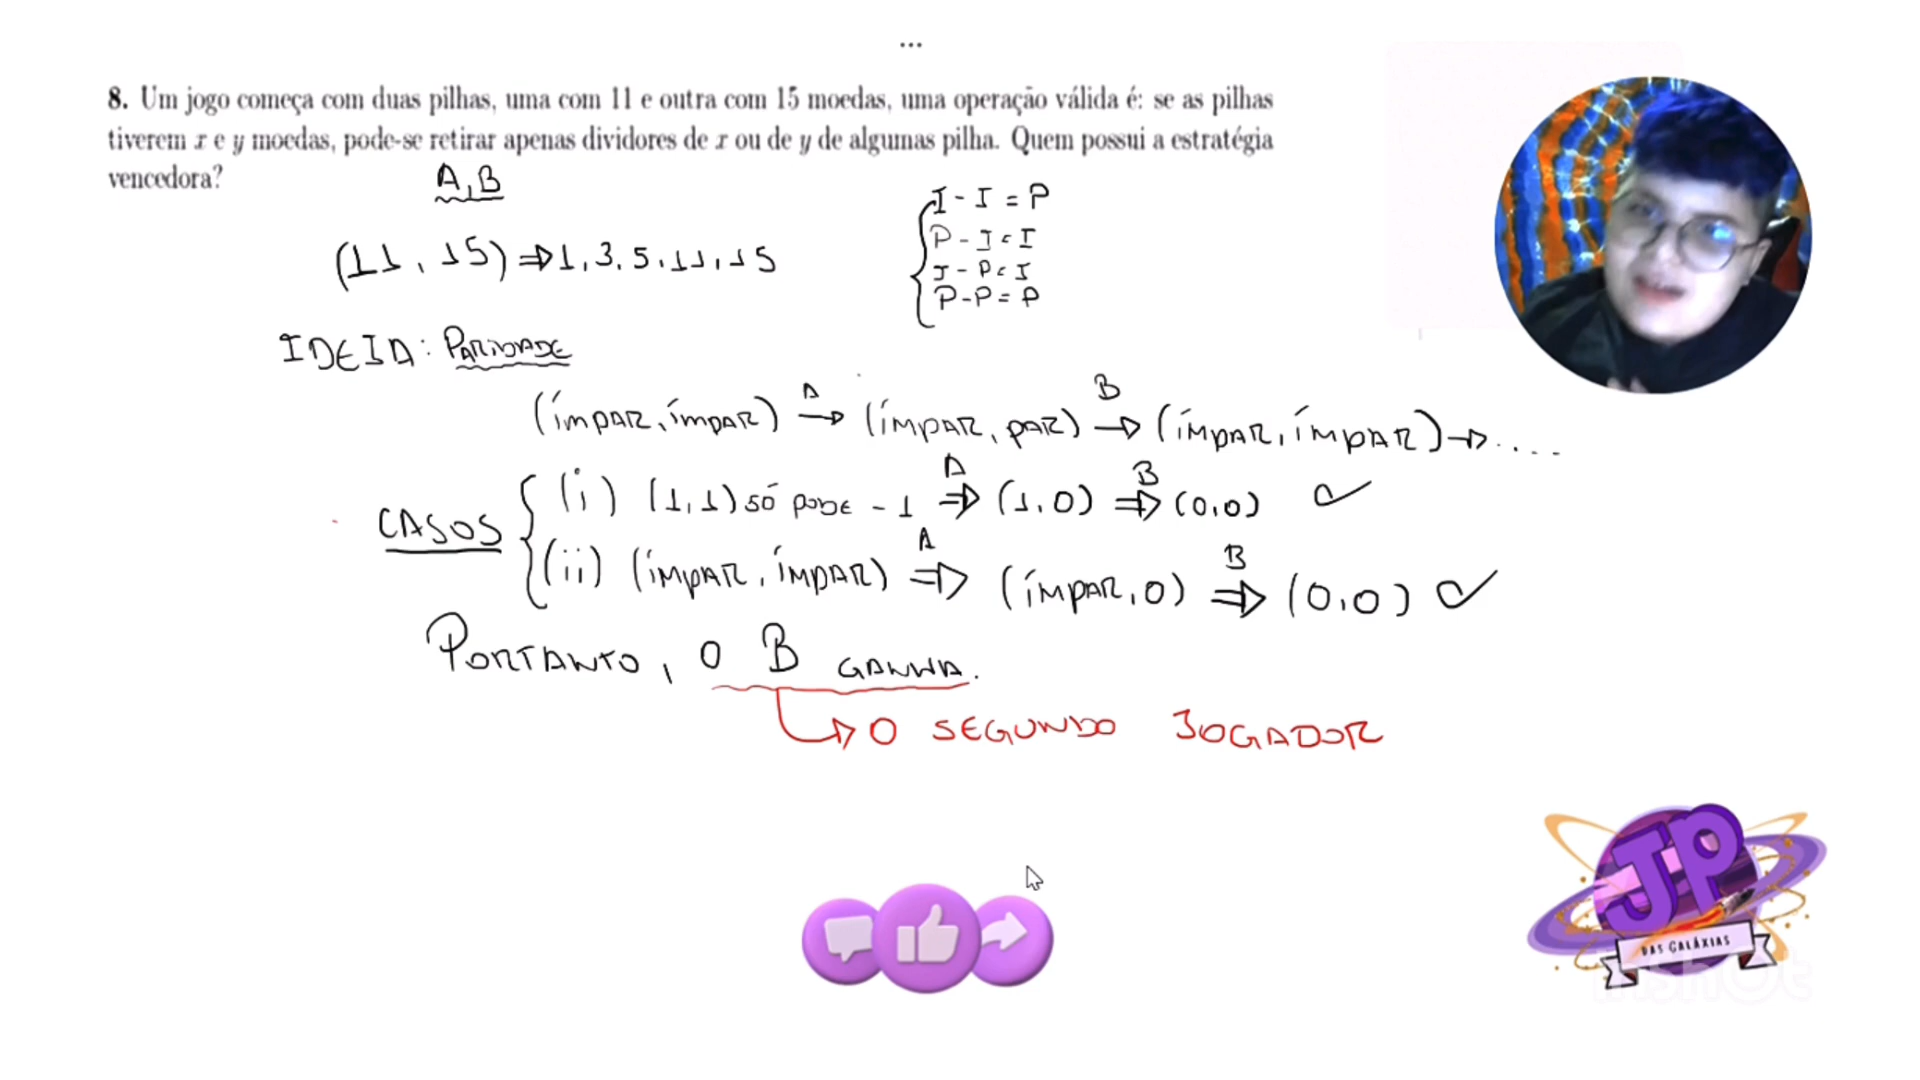 ...
8. Um jogo começa com duas pilhas, uma com 11 e outra com 15 moedas, uma operação válida é: se as pilhas
tiverem x e y moedas, pode-se retirar apenas dividores de x ou de y de algumas pilha. Quem possui a estratégia
vencedora?
A, B
(11, 15) ⇒ 1, 3, 5, 11, 15
I - I = P
P - I = I
I - P = I
P - P = P
IDEIA: PARIDADE
(ímpar, ímpar) A→ (ímpar, par) B→ (ímpar, ímpar) → ....
CASOS
(i) (1,1) só pode -1 A⇒ (1,0) B⇒ (0,0) ✓
(ii) (ímpar, ímpar) A⇒ (ímpar, 0) B⇒ (0,0) ✓
PORTANTO, O B GANHA.
→ O SEGUNDO JOGADOR
JP
DAS GALÁXIAS